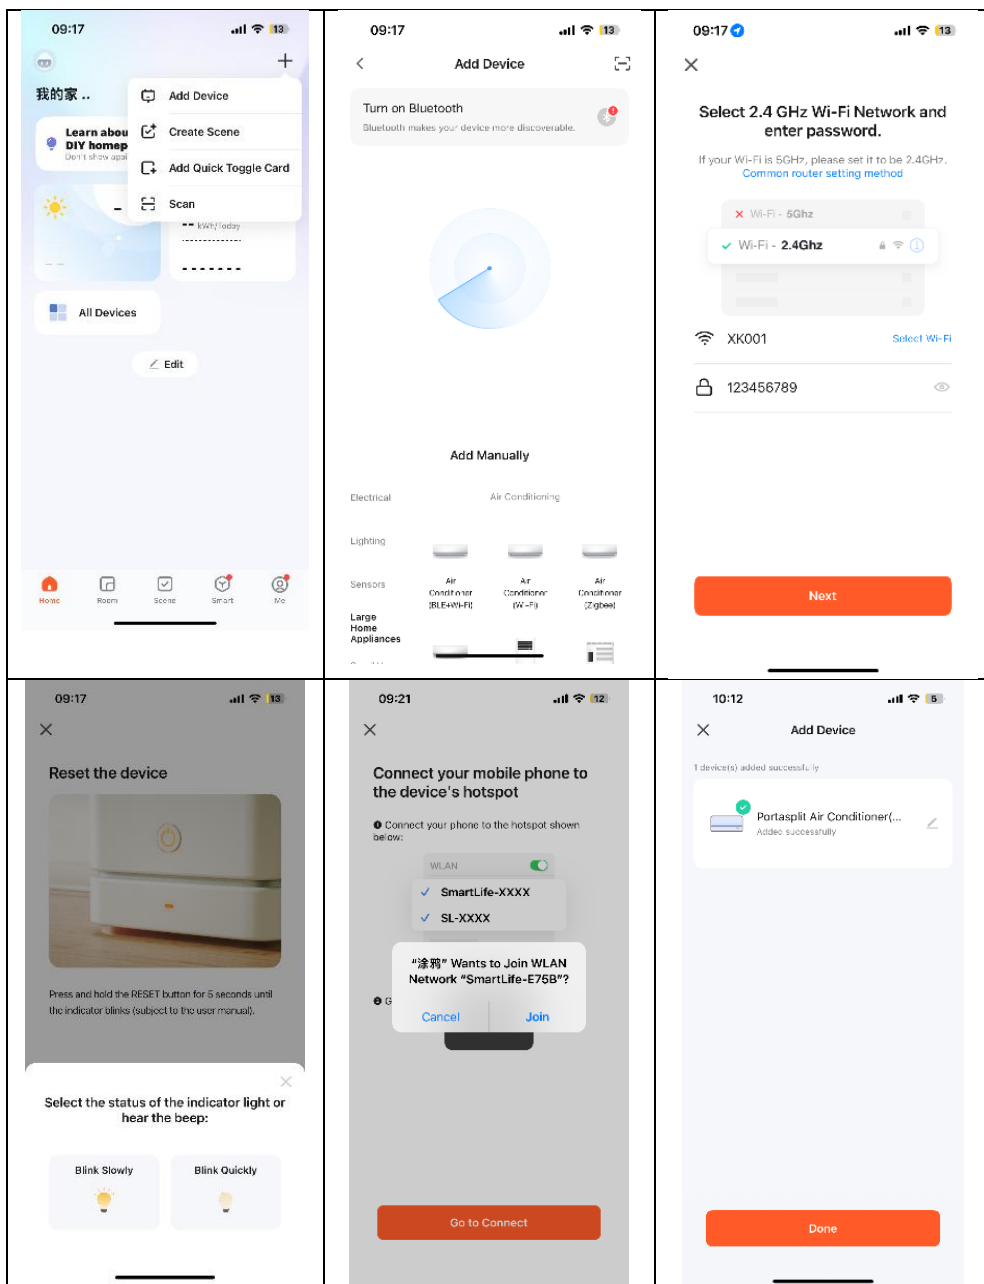 09:17
13
我的家 ..
Add Device
Create Scene
Add Quick Toggle Card
Scan
Learn abou
DIY homep
Don't show agai
kWh/Today
All Devices
Edit
Home
Room
Scene
Smart
Me
09:17
13
Add Device
Turn on Bluetooth
Bluetooth makes your device more discoverable.
Add Manually
Electrical
Air Conditioning
Lighting
Sensors
Large
Home
Appliances
Air
Conditioner
(BLE+Wi-Fi)
Air
Conditioner
(Wi-Fi)
Air
Conditioner
(Zigbee)
09:17
13
Select 2.4 GHz Wi-Fi Network and
enter password.
If your Wi-Fi is 5GHz, please set it to be 2.4GHz.
Common router setting method
Wi-Fi - 5Ghz
Wi-Fi - 2.4Ghz
XK001
Select Wi-Fi
123456789
Next
09:17
13
Reset the device
Press and hold the RESET button for 5 seconds until
the indicator blinks (subject to the user manual).
Select the status of the indicator light or
hear the beep:
Blink Slowly
Blink Quickly
09:21
12
Connect your mobile phone to
the device's hotspot
❶ Connect your phone to the hotspot shown
below:
WLAN
SmartLife-XXXX
SL-XXXX
"涂鸦" Wants to Join WLAN
Network "SmartLife-E75B"?
❷ G
Cancel
Join
Go to Connect
10:12
5
Add Device
1 device(s) added successfully
Portasplit Air Conditioner(...
Added successfully
Done